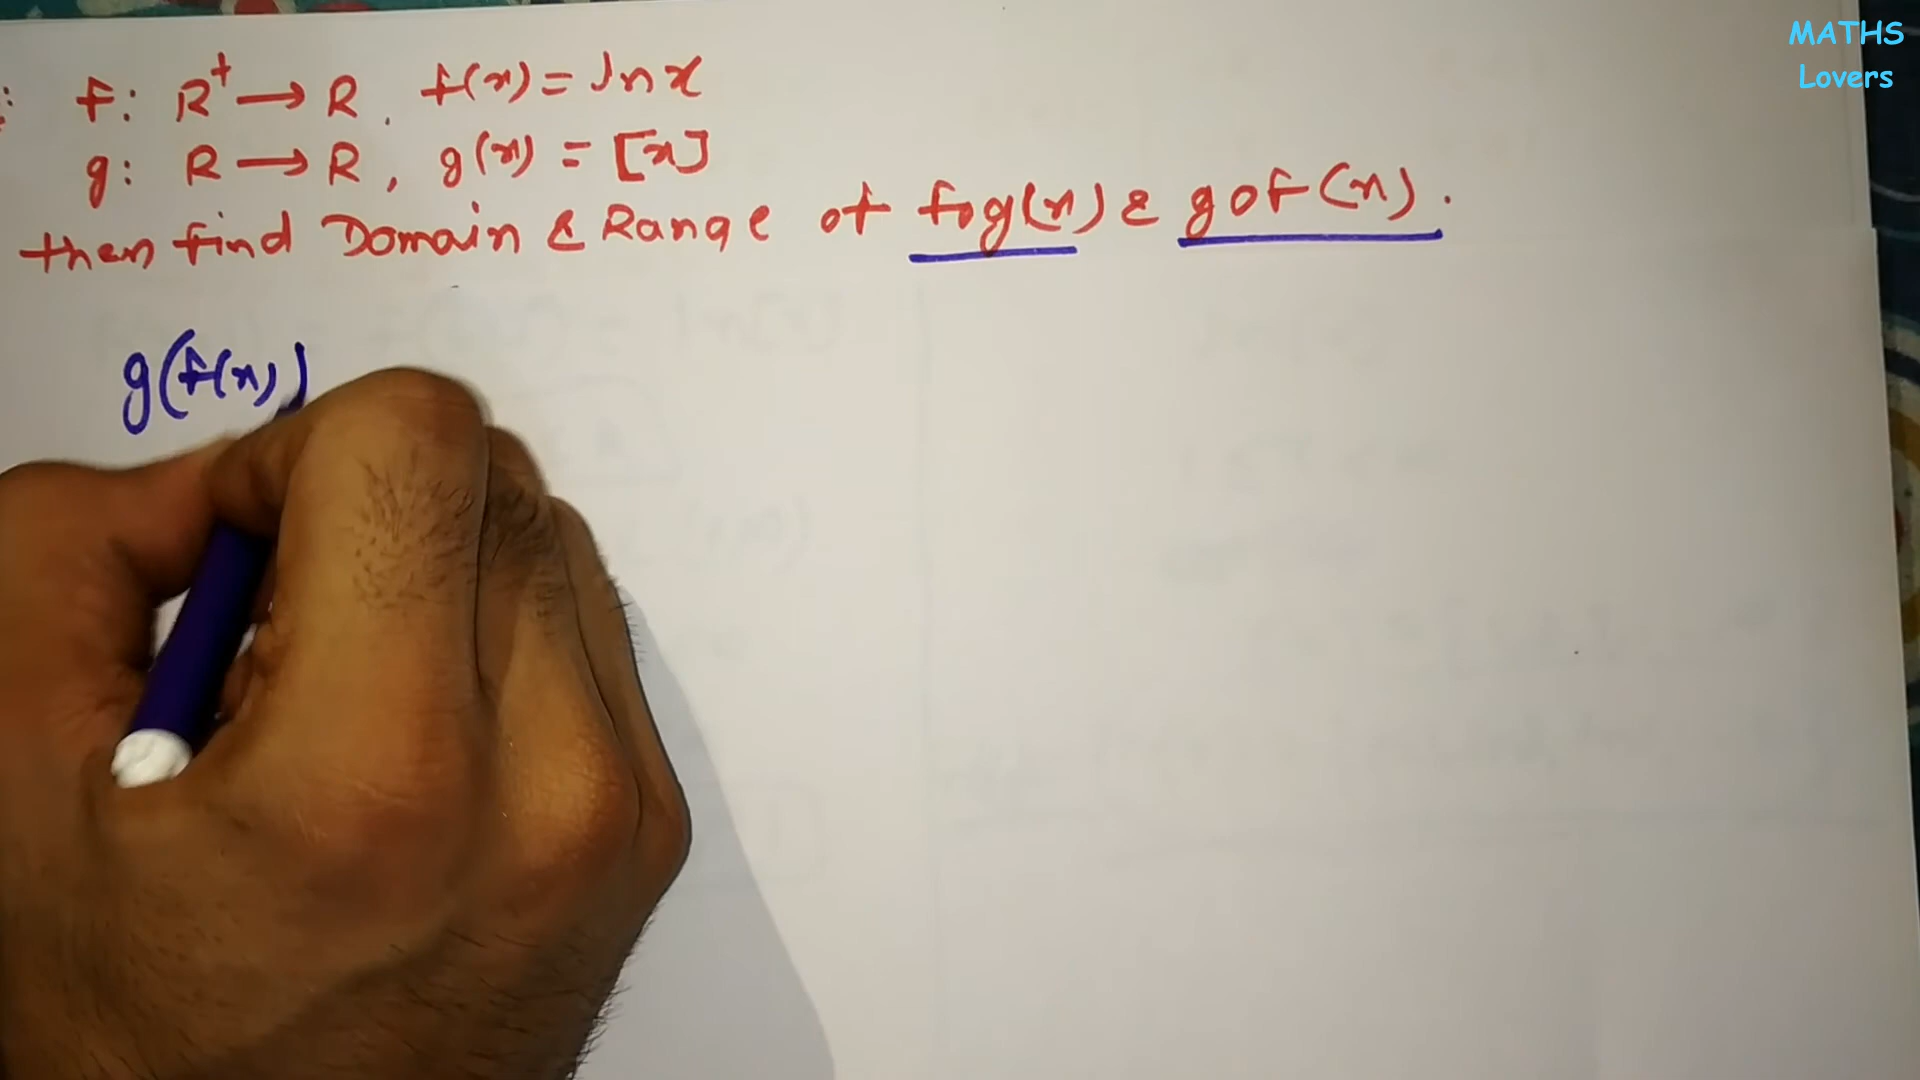 MATHS
Lovers
: f: R⁺ → R. f(x) = ln x
g: R → R, g(x) = [x]
then find Domain & Range of fog(x) & gof(x).
g(f(x))